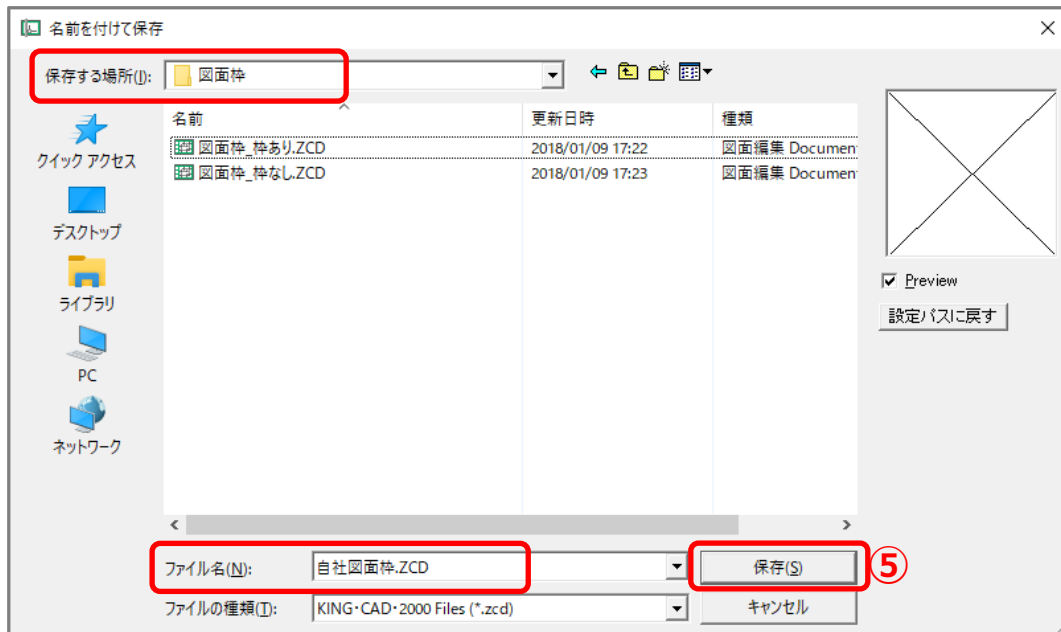 名前を付けて保存
保存する場所(I): 図面枠
名前 更新日時 種類
図面枠_枠あり.ZCD 2018/01/09 17:22 図面編集 Documen
図面枠_枠なし.ZCD 2018/01/09 17:23 図面編集 Documen
クイック アクセス
デスクトップ
ライブラリ
PC
ネットワーク
Preview
設定パスに戻す
ファイル名(N): 自社図面枠.ZCD 保存(S) ⑤
ファイルの種類(T): KING・CAD・2000 Files (*.zcd) キャンセル